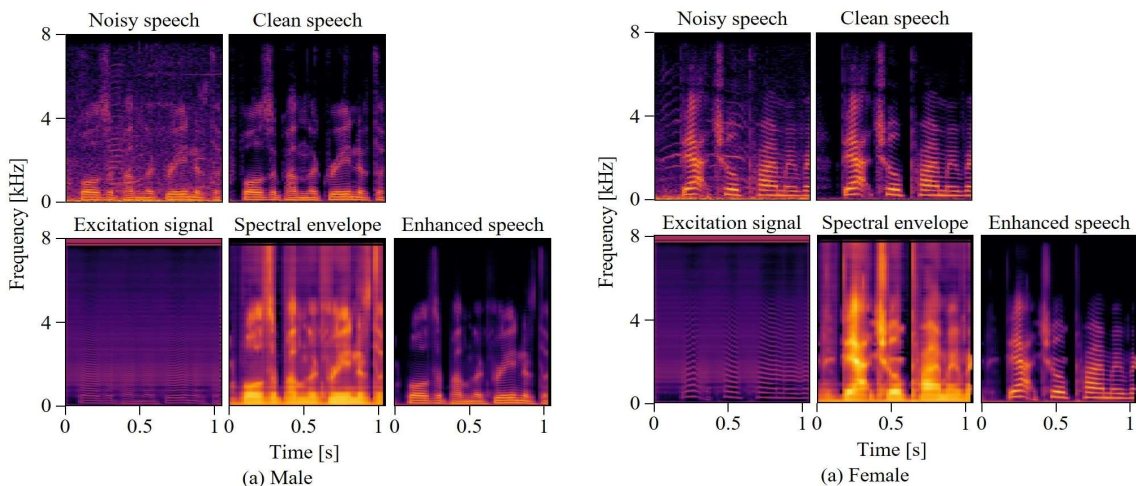 Noisy speech Clean speech
8
4
0
Frequency [kHz]
Excitation signal Spectral envelope Enhanced speech
8
4
0
0 0.5 1 0 0.5 1 0 0.5 1
Time [s]
(a) Male
Noisy speech Clean speech
8
4
0
Frequency [kHz]
Excitation signal Spectral envelope Enhanced speech
8
4
0
0 0.5 1 0 0.5 1 0 0.5 1
Time [s]
(a) Female